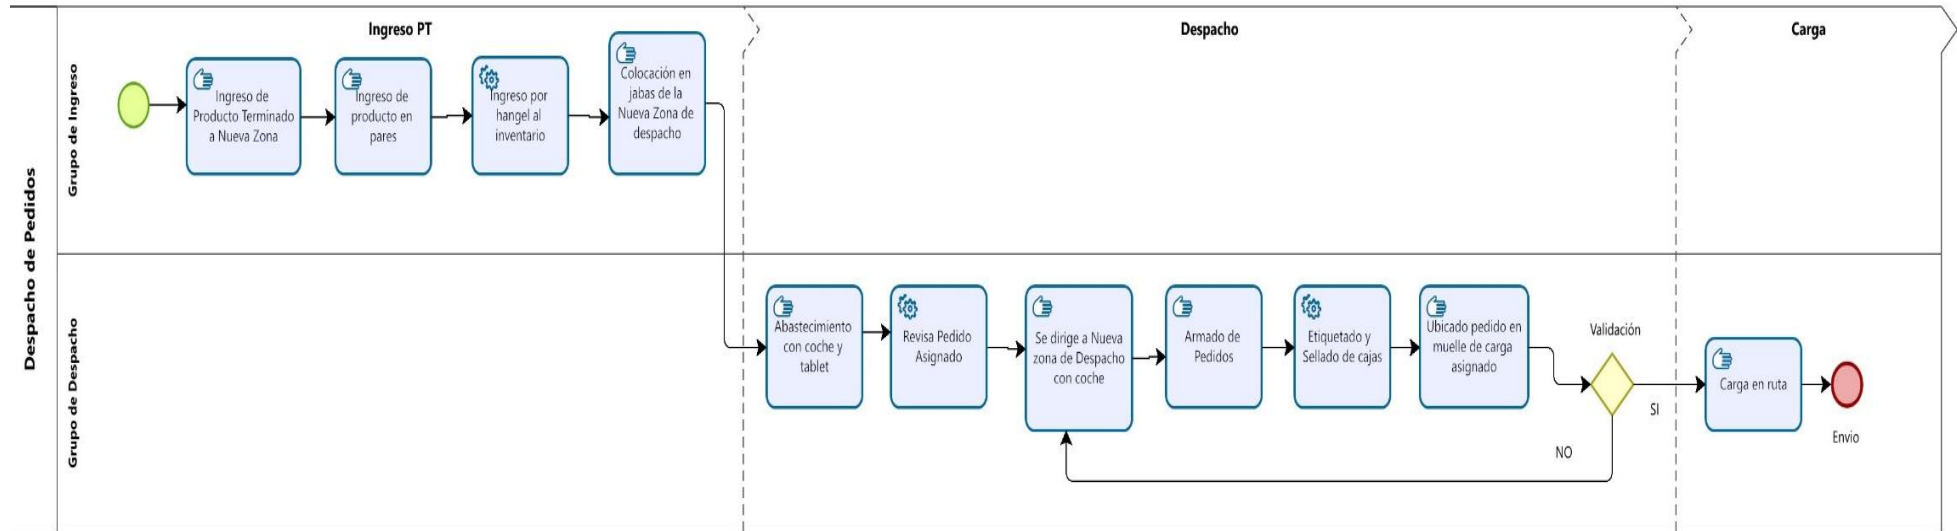 Despacho de Pedidos
Ingreso PT
Despacho
Carga
Grupo de Ingreso
Ingreso de
Producto Terminado
a Nueva Zona
Ingreso de
producto en
pares
Ingreso por
hangel al
inventario
Colocación en
jabas de la
Nueva Zona de
despacho
Grupo de Despacho
Abastecimiento
con coche y
tablet
Revisa Pedido
Asignado
Se dirige a Nueva
zona de Despacho
con coche
Armado de
Pedidos
Etiquetado y
Sellado de cajas
Ubicado pedido en
muelle de carga
asignado
Validación
SI
NO
Carga en ruta
Envio